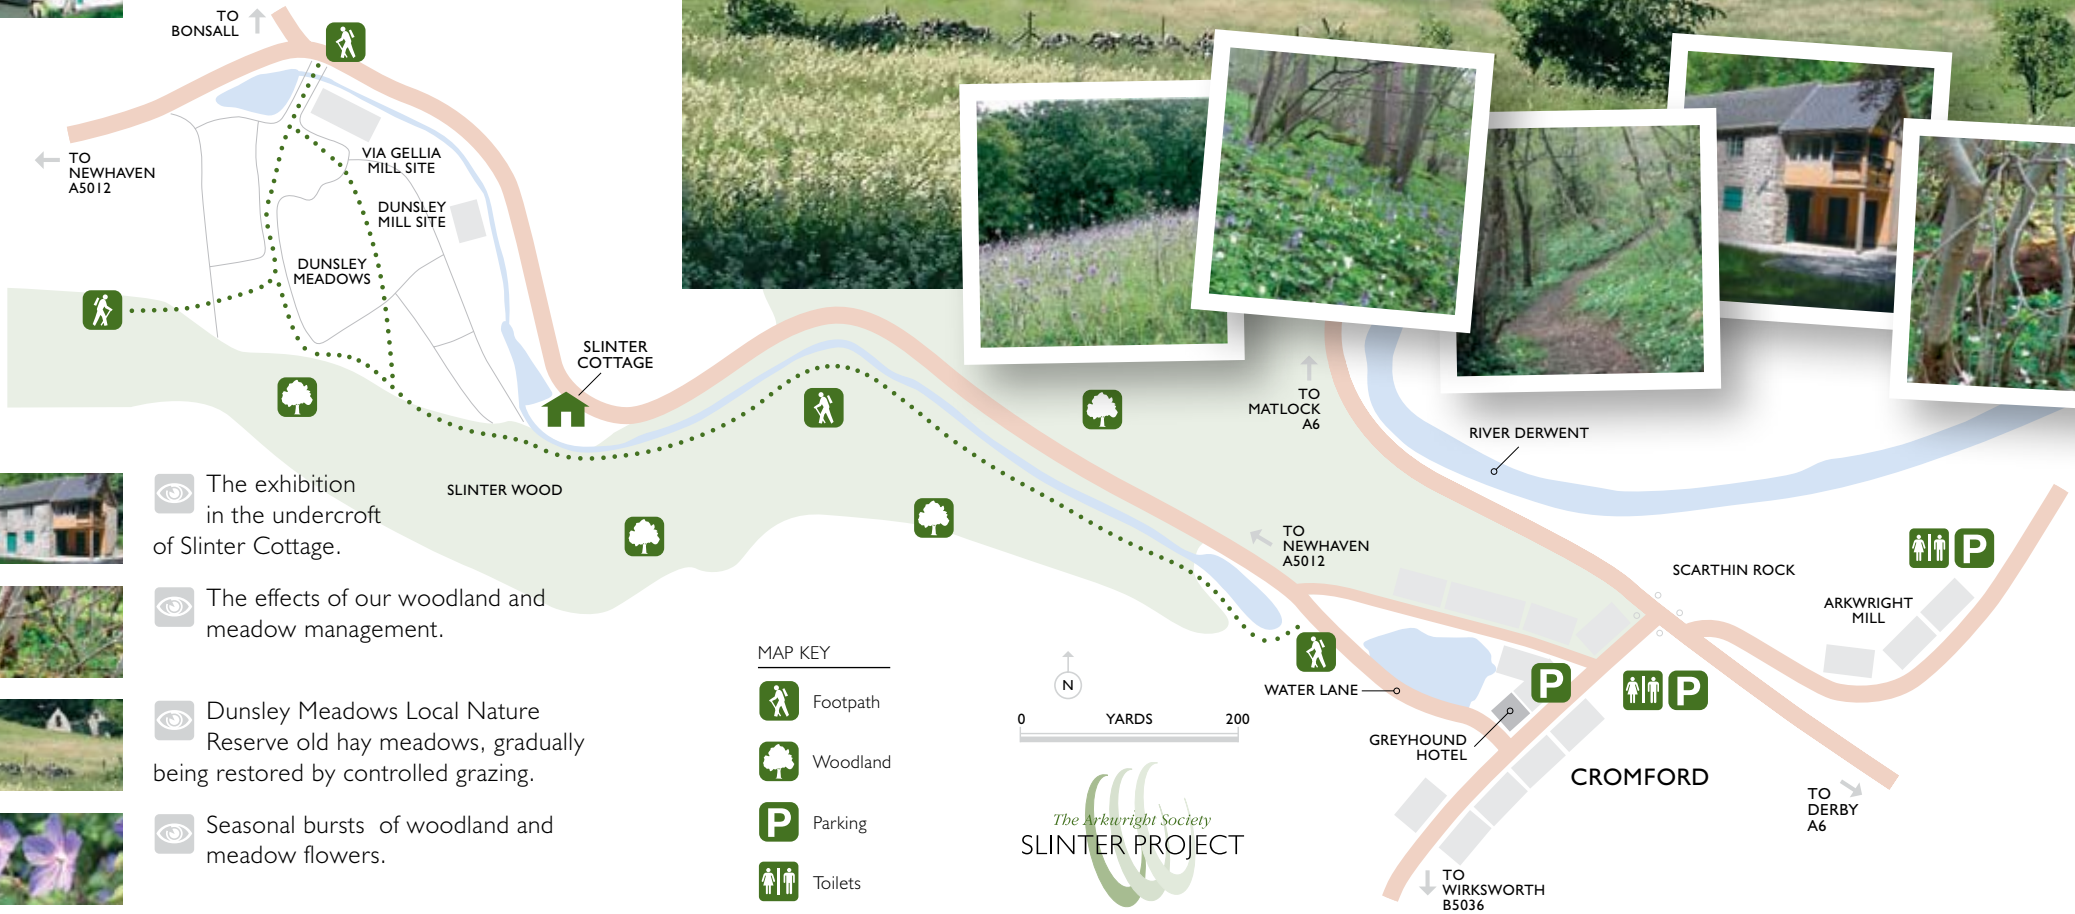 TO
BONSALL
TO
NEWHAVEN
A5012
VIA GELLIA
MILL SITE
DUNSLEY
MILL SITE
DUNSLEY
MEADOWS
SLINTER
COTTAGE
SLINTER WOOD
TO
MATLOCK
A6
RIVER DERWENT
TO
NEWHAVEN
A5012
SCARTHIN ROCK
ARKWRIGHT
MILL
WATER LANE
GREYHOUND
HOTEL
CROMFORD
TO
DERBY
A6
TO
WIRKSWORTH
B5036
P
P
P
The exhibition
in the undercroft
of Slinter Cottage.
The effects of our woodland and
meadow management.
Dunsley Meadows Local Nature
Reserve old hay meadows, gradually
being restored by controlled grazing.
Seasonal bursts of woodland and
meadow flowers.
MAP KEY
Footpath
Woodland
P Parking
Toilets
N
0 YARDS 200
The Arkwright Society
SLINTER PROJECT